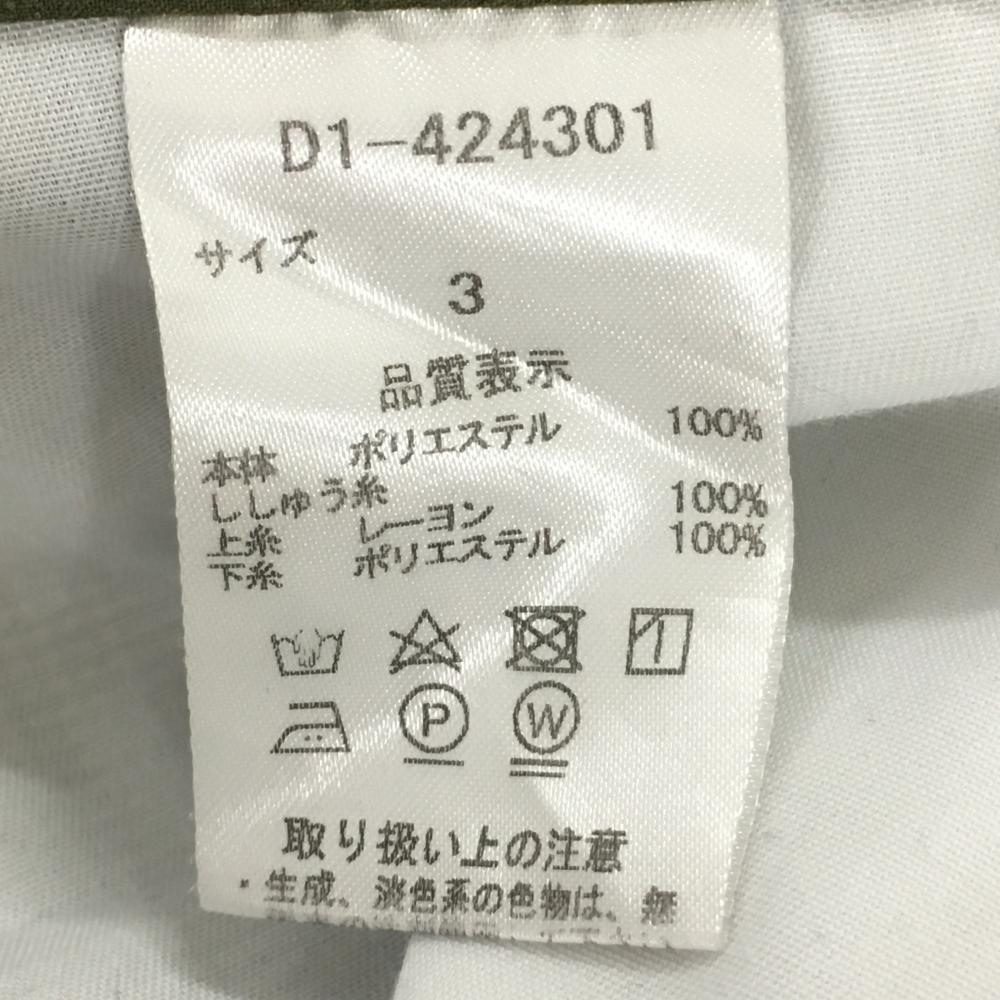 D1-424301
サイズ
3
品質表示
本体 ポリエステル 100%
ししゅう糸
上糸 レーヨン 100%
下糸 ポリエステル 100%
P W
取り扱い上の注意
・生成、淡色系の色物は、無